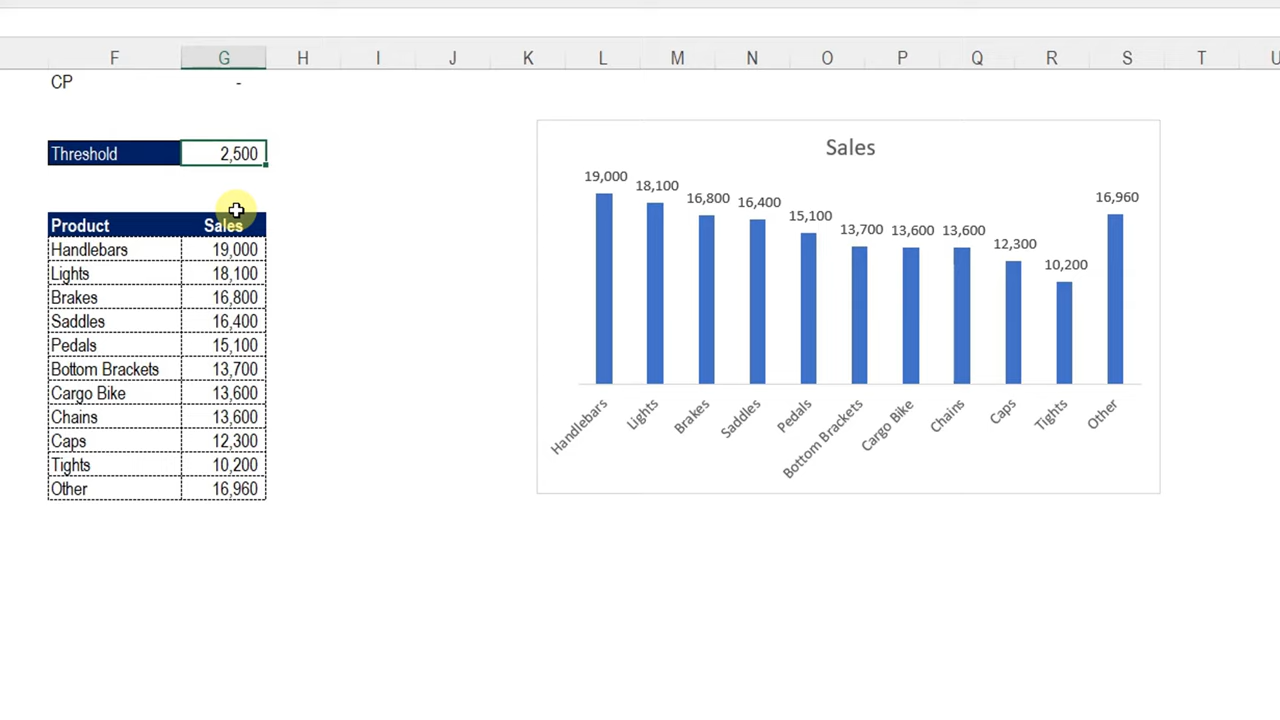 F G H I J K L M N O P Q R S T U
CP -
Threshold 2,500
Product Sales
Handlebars 19,000
Lights 18,100
Brakes 16,800
Saddles 16,400
Pedals 15,100
Bottom Brackets 13,700
Cargo Bike 13,600
Chains 13,600
Caps 12,300
Tights 10,200
Other 16,960
Sales
19,000 18,100 16,800 16,400 15,100 13,700 13,600 13,600 12,300 10,200 16,960
Handlebars Lights Brakes Saddles Pedals Bottom Brackets Cargo Bike Chains Caps Tights Other